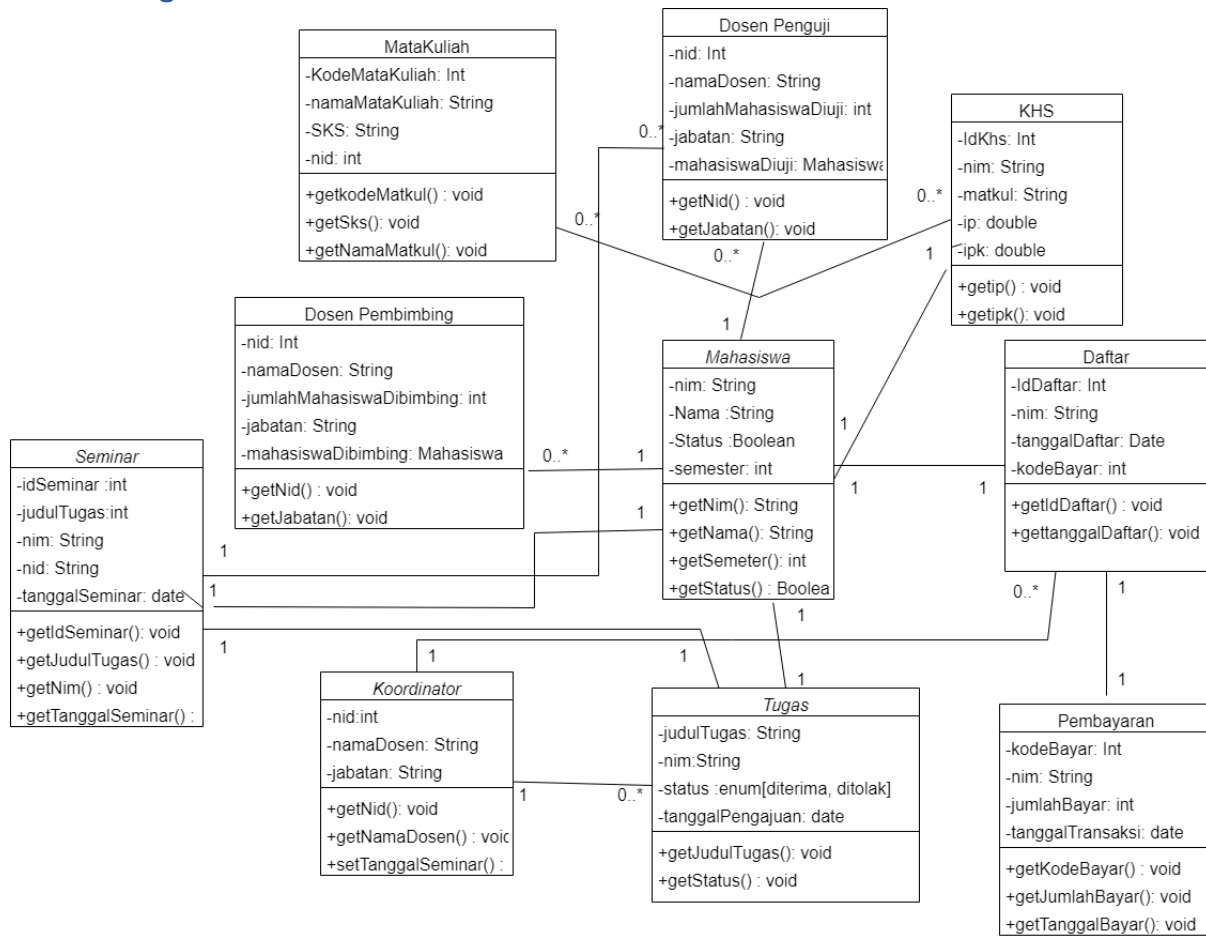 MataKuliah
-KodeMataKuliah: Int
-namaMataKuliah: String
-SKS: String
-nid: int
+getkodeMatkul() : void
+getSks(): void
+getNamaMatkul(): void
Dosen Penguji
-nid: Int
-namaDosen: String
-jumlahMahasiswaDiuji: int
-jabatan: String
-mahasiswaDiuji: Mahasiswa
+getNid() : void
+getJabatan(): void
KHS
-IdKhs: Int
-nim: String
-matkul: String
-ip: double
-ipk: double
+getip() : void
+getipk(): void
0..*
0..*
0..*
0..*
1
1
Dosen Pembimbing
-nid: Int
-namaDosen: String
-jumlahMahasiswaDibimbing: int
-jabatan: String
-mahasiswaDibimbing: Mahasiswa
+getNid() : void
+getJabatan(): void
0..*
1
Mahasiswa
-nim: String
-Nama :String
-Status :Boolean
-semester: int
+getNim(): String
+getNama(): String
+getSemeter(): int
+getStatus() : Boolea
1
1
1
1
Daftar
-IdDaftar: Int
-nim: String
-tanggalDaftar: Date
-kodeBayar: int
+getIdDaftar() : void
+gettanggalDaftar(): void
Seminar
-idSeminar :int
-judulTugas:int
-nim: String
-nid: String
-tanggalSeminar: date
+getIdSeminar(): void
+getJudulTugas() : void
+getNim() : void
+getTanggalSeminar() :
1
1
1
0..*
1
1
1
1
1
1
Koordinator
-nid:int
-namaDosen: String
-jabatan: String
+getNid(): void
+getNamaDosen() : voic
+setTanggalSeminar() :
1
0..*
Tugas
-judulTugas: String
-nim:String
-status :enum[diterima, ditolak]
-tanggalPengajuan: date
+getJudulTugas(): void
+getStatus() : void
Pembayaran
-kodeBayar: Int
-nim: String
-jumlahBayar: int
-tanggalTransaksi: date
+getKodeBayar() : void
+getJumlahBayar(): void
+getTanggalBayar(): void